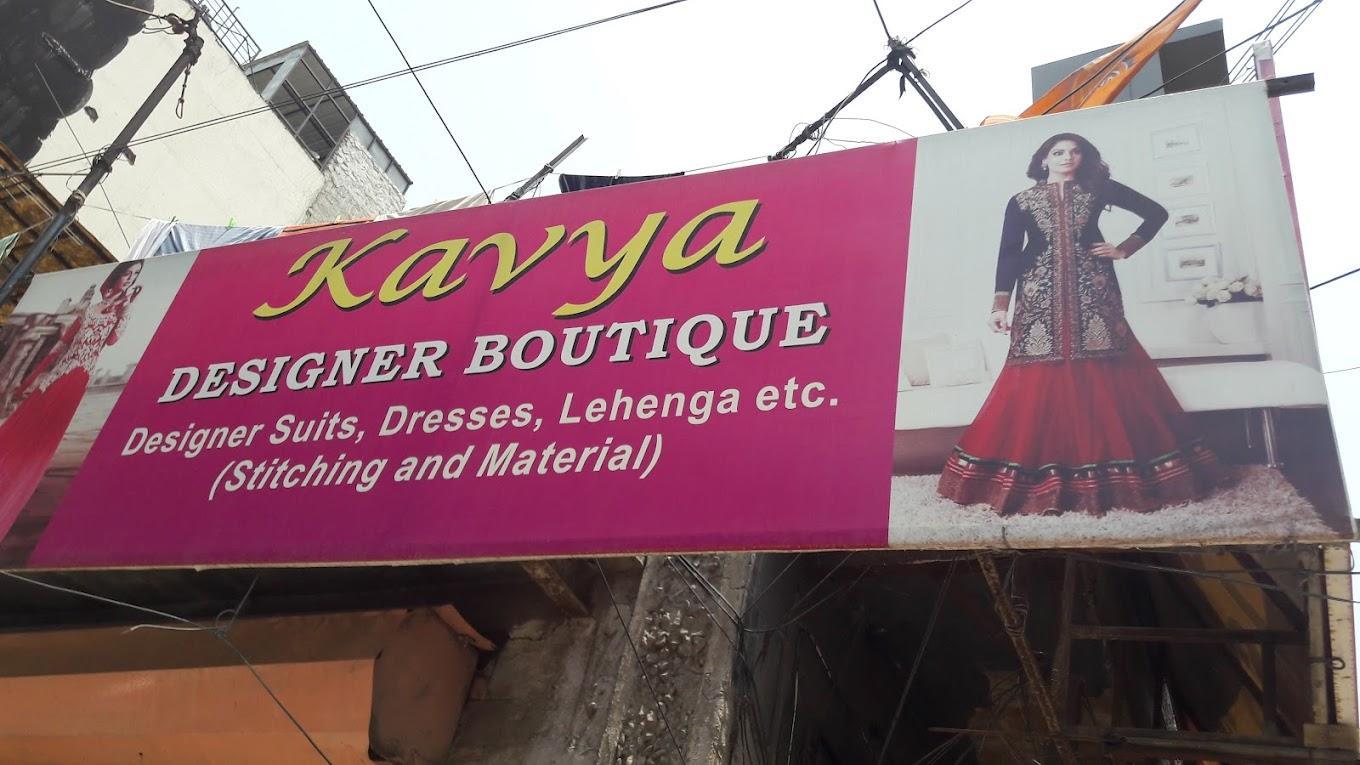 Kavya
DESIGNER BOUTIQUE
Designer Suits, Dresses, Lehenga etc.
(Stitching and Material)